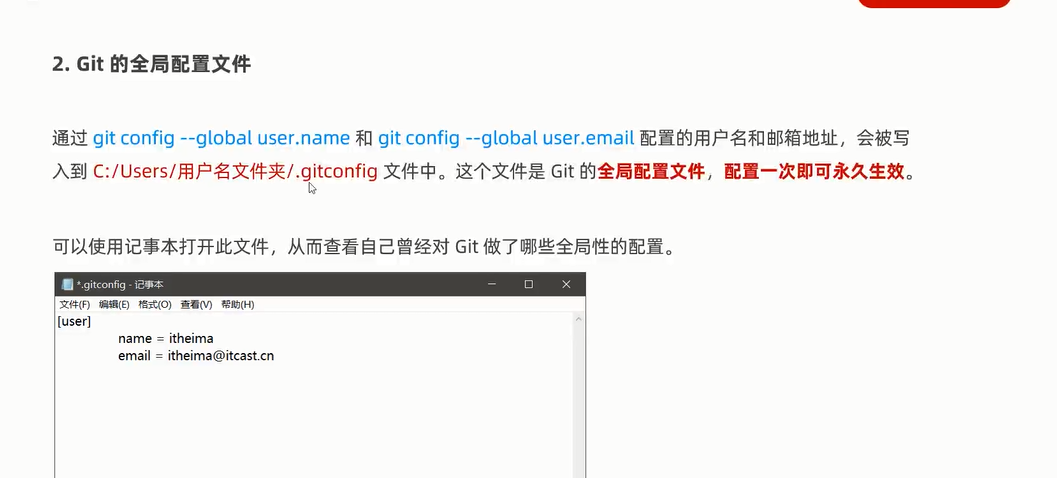 2. Git 的全局配置文件
通过 git config --global user.name 和 git config --global user.email 配置的用户名和邮箱地址，会被写
入到 C:/Users/用户名文件夹/.gitconfig 文件中。这个文件是 Git 的全局配置文件，配置一次即可永久生效。
可以使用记事本打开此文件，从而查看自己曾经对 Git 做了哪些全局性的配置。
*.gitconfig - 记事本
文件(F) 编辑(E) 格式(O) 查看(V) 帮助(H)
[user]
name = itheima
email = itheima@itcast.cn